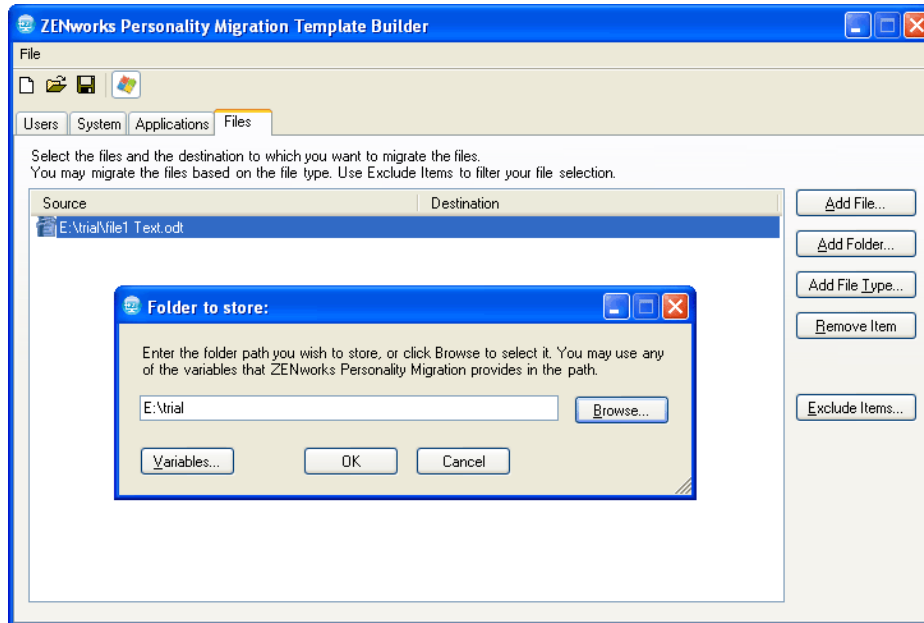 ZENworks Personality Migration Template Builder
File
Users System Applications Files
Select the files and the destination to which you want to migrate the files.
You may migrate the files based on the file type. Use Exclude Items to filter your file selection.
Source Destination
E:\trial\file1 Text.odt
Add File...
Add Folder...
Add File Type...
Remove Item
Exclude Items...
Folder to store:
Enter the folder path you wish to store, or click Browse to select it. You may use any
of the variables that ZENworks Personality Migration provides in the path.
E:\trial
Browse...
Variables... OK Cancel